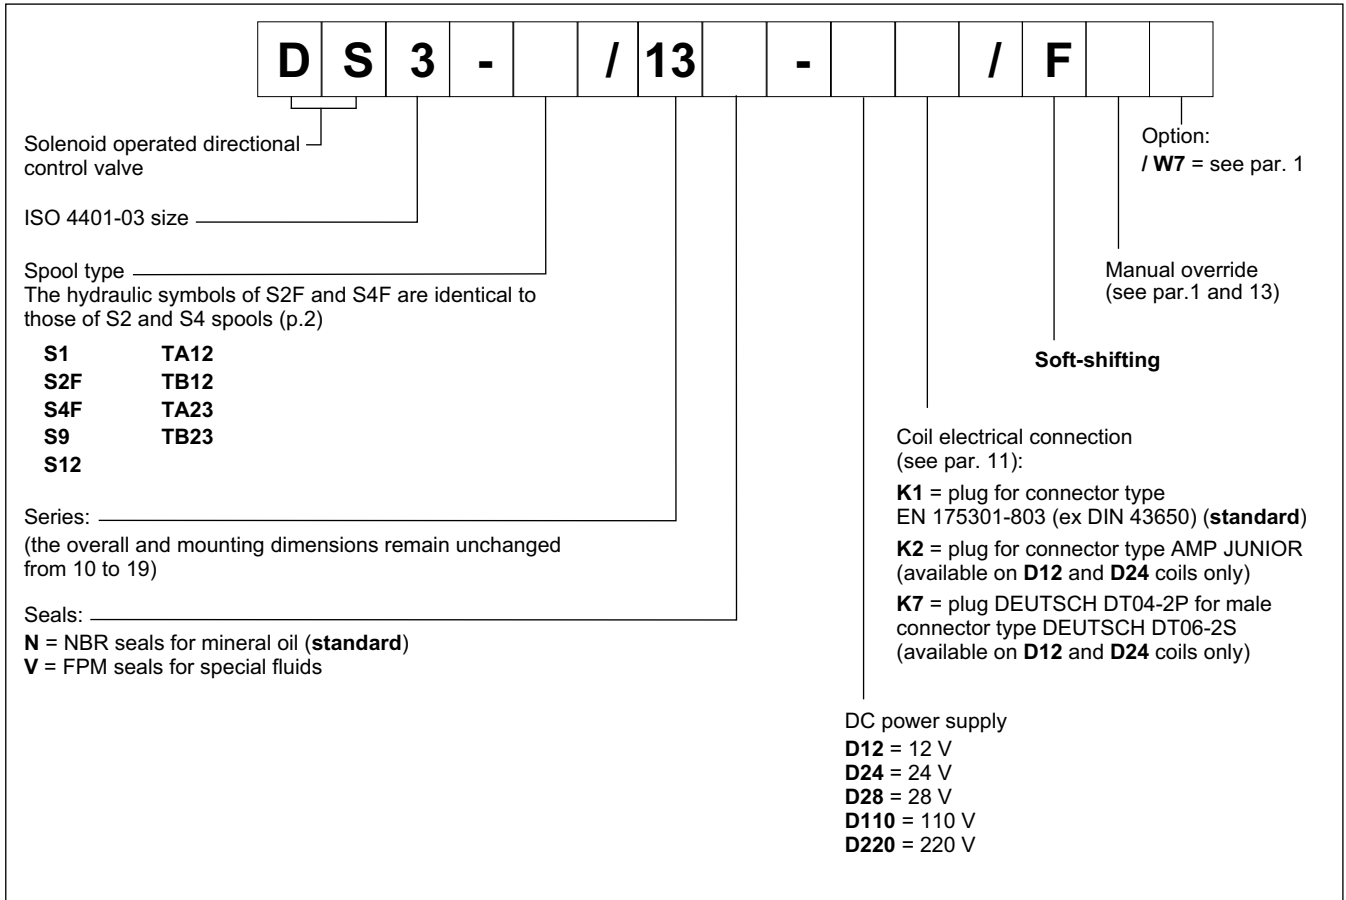 D S 3 - / 13 - / F
Solenoid operated directional
control valve
ISO 4401-03 size
Spool type
The hydraulic symbols of S2F and S4F are identical to
those of S2 and S4 spools (p.2)
S1 TA12
S2F TB12
S4F TA23
S9 TB23
S12
Series:
(the overall and mounting dimensions remain unchanged
from 10 to 19)
Seals:
N = NBR seals for mineral oil (standard)
V = FPM seals for special fluids
Option:
/ W7 = see par. 1
Manual override
(see par.1 and 13)
Soft-shifting
Coil electrical connection
(see par. 11):
K1 = plug for connector type
EN 175301-803 (ex DIN 43650) (standard)
K2 = plug for connector type AMP JUNIOR
(available on D12 and D24 coils only)
K7 = plug DEUTSCH DT04-2P for male
connector type DEUTSCH DT06-2S
(available on D12 and D24 coils only)
DC power supply
D12 = 12 V
D24 = 24 V
D28 = 28 V
D110 = 110 V
D220 = 220 V